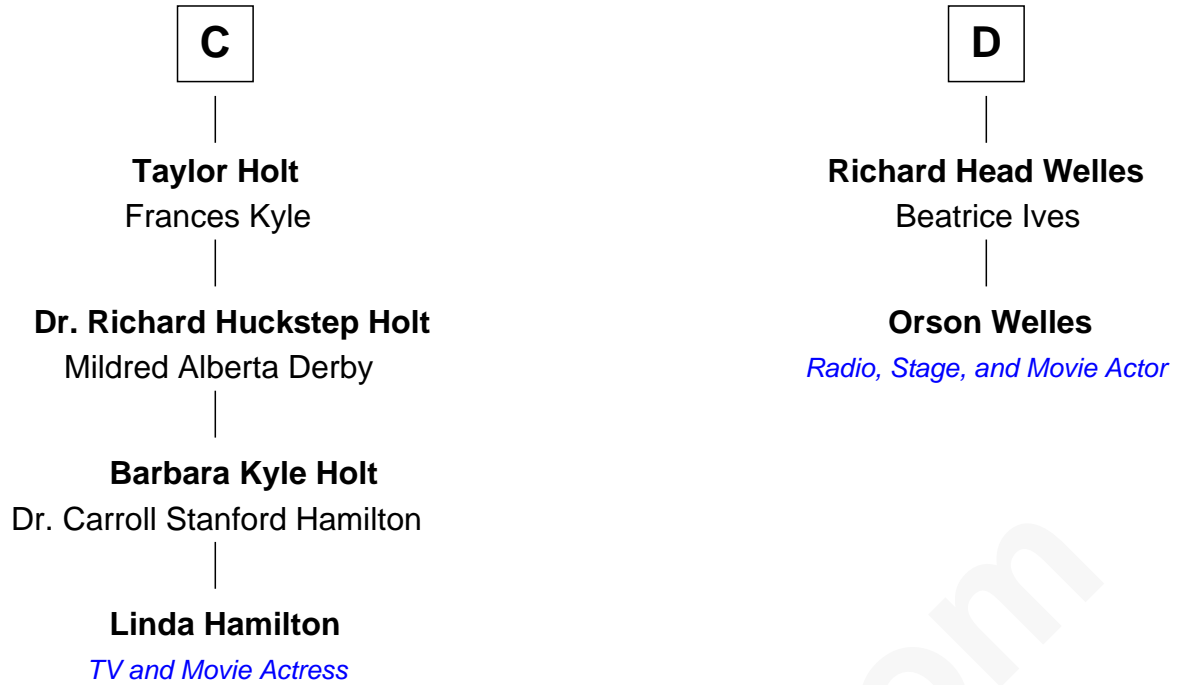 C
Taylor Holt
Frances Kyle
Dr. Richard Huckstep Holt
Mildred Alberta Derby
Barbara Kyle Holt
Dr. Carroll Stanford Hamilton
Linda Hamilton
TV and Movie Actress
D
Richard Head Welles
Beatrice Ives
Orson Welles
Radio, Stage, and Movie Actor
om